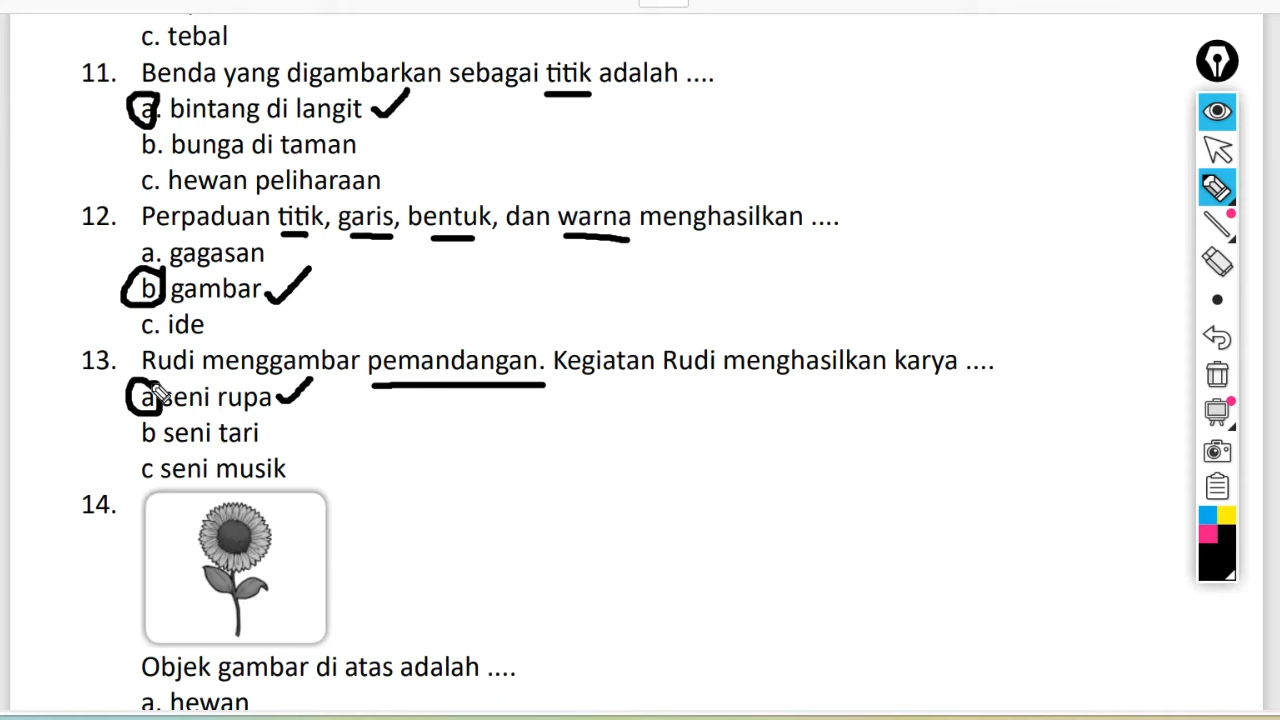 c. tebal
11. Benda yang digambarkan sebagai titik adalah ....
a. bintang di langit
b. bunga di taman
c. hewan peliharaan
12. Perpaduan titik, garis, bentuk, dan warna menghasilkan ....
a. gagasan
b. gambar
c. ide
13. Rudi menggambar pemandangan. Kegiatan Rudi menghasilkan karya ....
a seni rupa
b seni tari
c seni musik
14.
Objek gambar di atas adalah ....
a. hewan